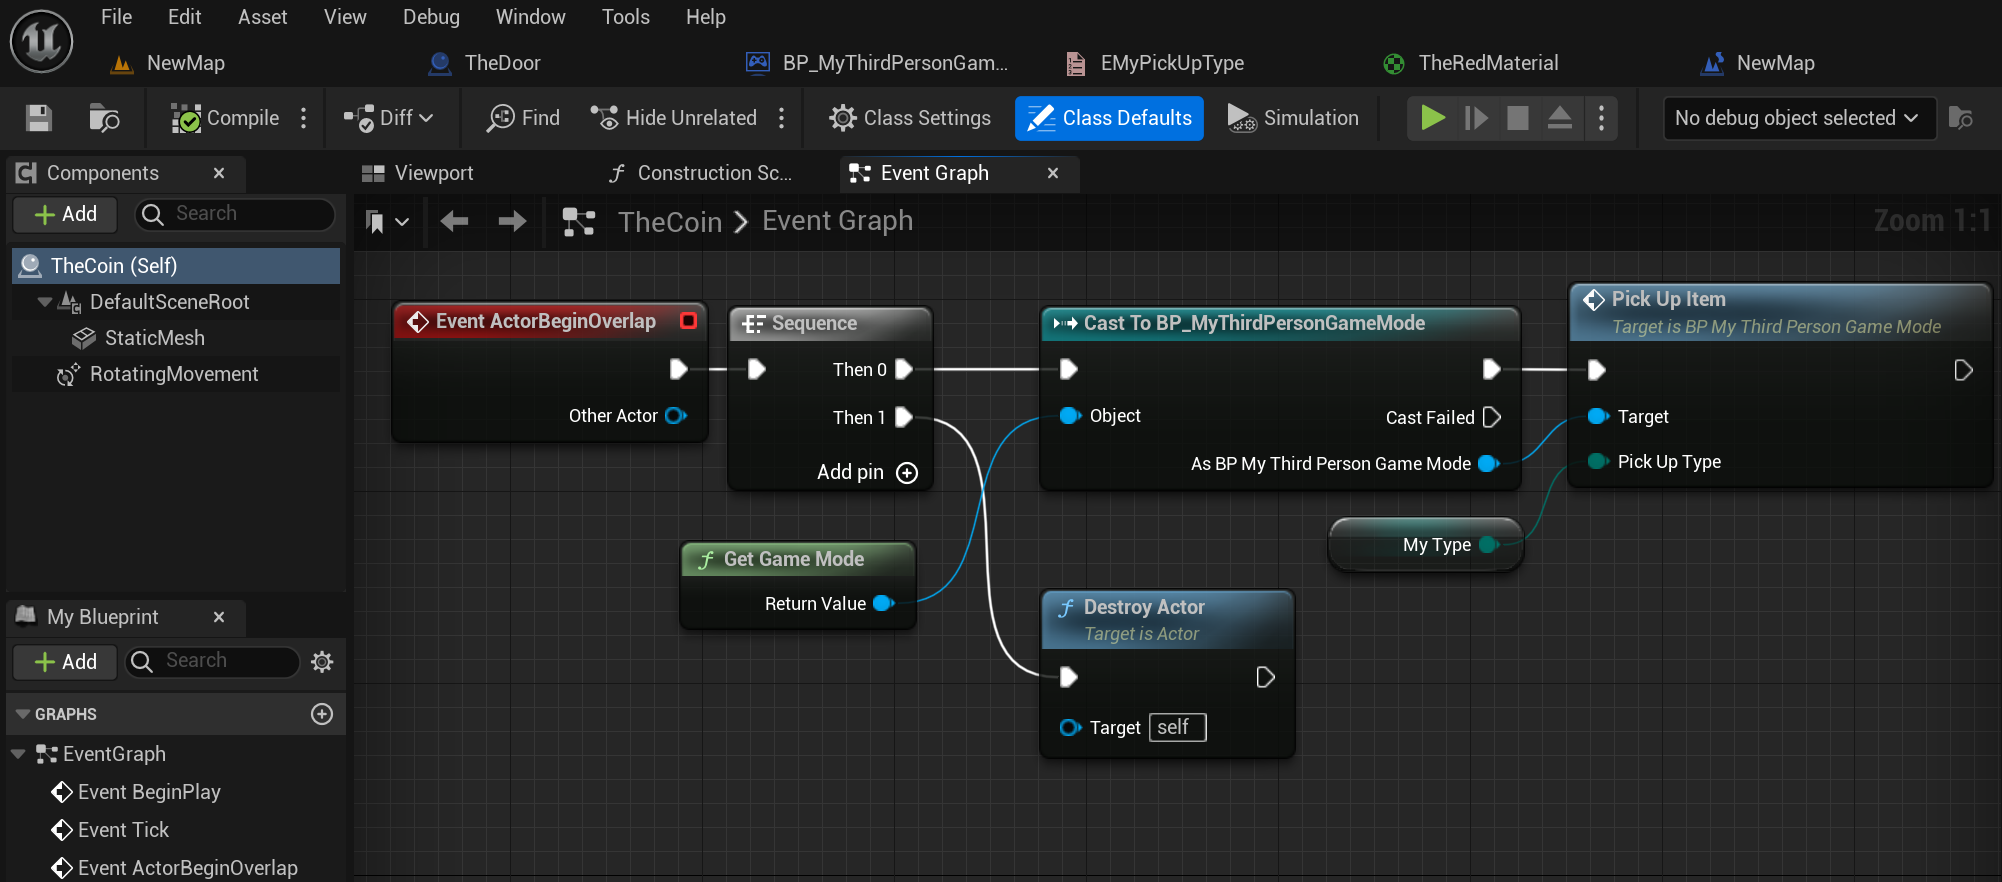 File Edit Asset View Debug Window Tools Help
NewMap TheDoor BP_MyThirdPersonGam... EMyPickUpType TheRedMaterial NewMap
Compile Diff Find Hide Unrelated Class Settings Class Defaults Simulation No debug object selected
Components
Add Search
TheCoin (Self)
DefaultSceneRoot
StaticMesh
RotatingMovement
My Blueprint
Add Search
GRAPHS
EventGraph
Event BeginPlay
Event Tick
Event ActorBeginOverlap
Viewport Construction Sc... Event Graph
TheCoin > Event Graph
Zoom 1:1
Event ActorBeginOverlap
Other Actor
Sequence
Then 0
Then 1
Add pin
Get Game Mode
Return Value
Cast To BP_MyThirdPersonGameMode
Object
Cast Failed
As BP My Third Person Game Mode
Pick Up Item
Target is BP My Third Person Game Mode
Target
Pick Up Type
My Type
Destroy Actor
Target is Actor
Target self